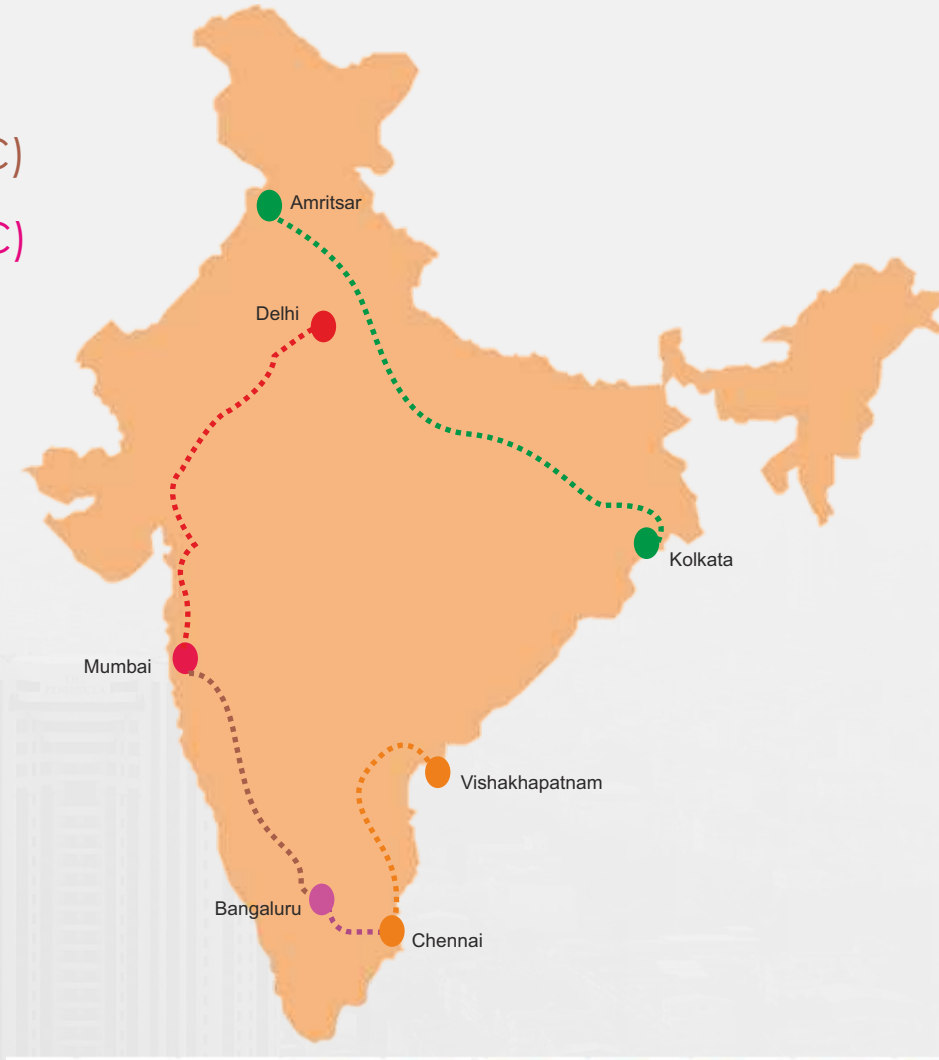 C)
Amritsar
C)
Delhi
Kolkata
Mumbai
Vishakhapatnam
Bangaluru
Chennai